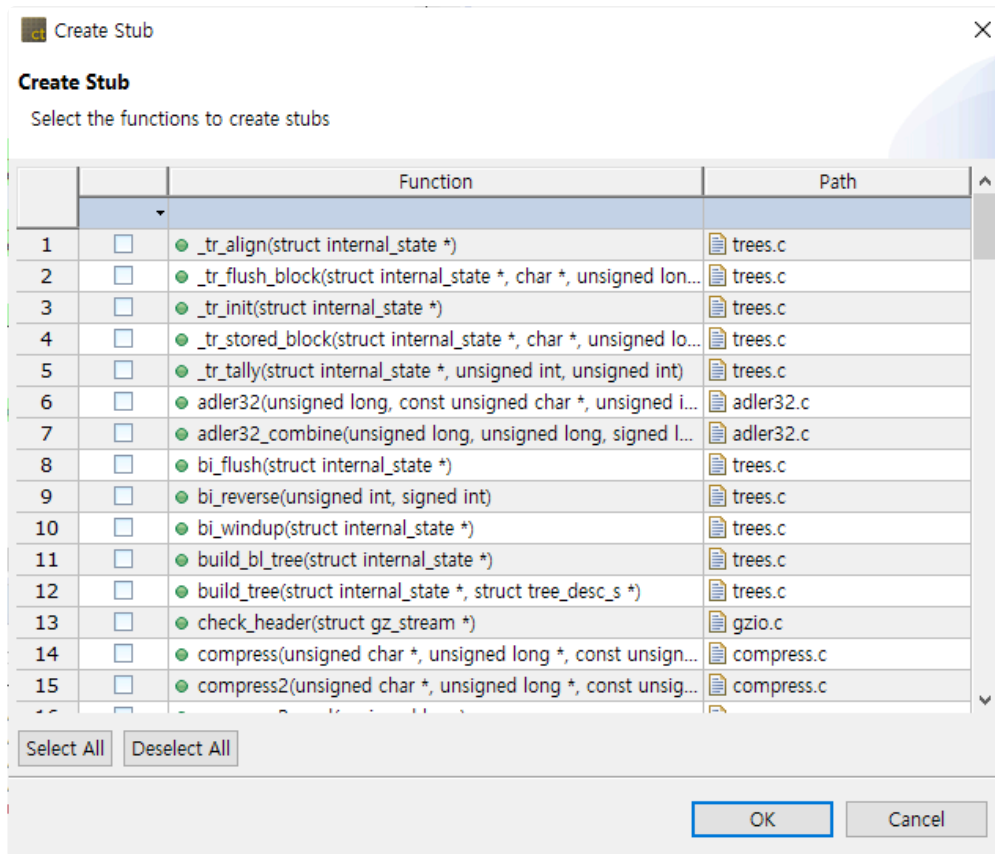 ct Create Stub
Create Stub
Select the functions to create stubs
Function Path
1 _tr_align(struct internal_state *) trees.c
2 _tr_flush_block(struct internal_state *, char *, unsigned lon... trees.c
3 _tr_init(struct internal_state *) trees.c
4 _tr_stored_block(struct internal_state *, char *, unsigned lo... trees.c
5 _tr_tally(struct internal_state *, unsigned int, unsigned int) trees.c
6 adler32(unsigned long, const unsigned char *, unsigned i... adler32.c
7 adler32_combine(unsigned long, unsigned long, signed l... adler32.c
8 bi_flush(struct internal_state *) trees.c
9 bi_reverse(unsigned int, signed int) trees.c
10 bi_windup(struct internal_state *) trees.c
11 build_bl_tree(struct internal_state *) trees.c
12 build_tree(struct internal_state *, struct tree_desc_s *) trees.c
13 check_header(struct gz_stream *) gzio.c
14 compress(unsigned char *, unsigned long *, const unsign... compress.c
15 compress2(unsigned char *, unsigned long *, const unsig... compress.c
Select All Deselect All
OK Cancel